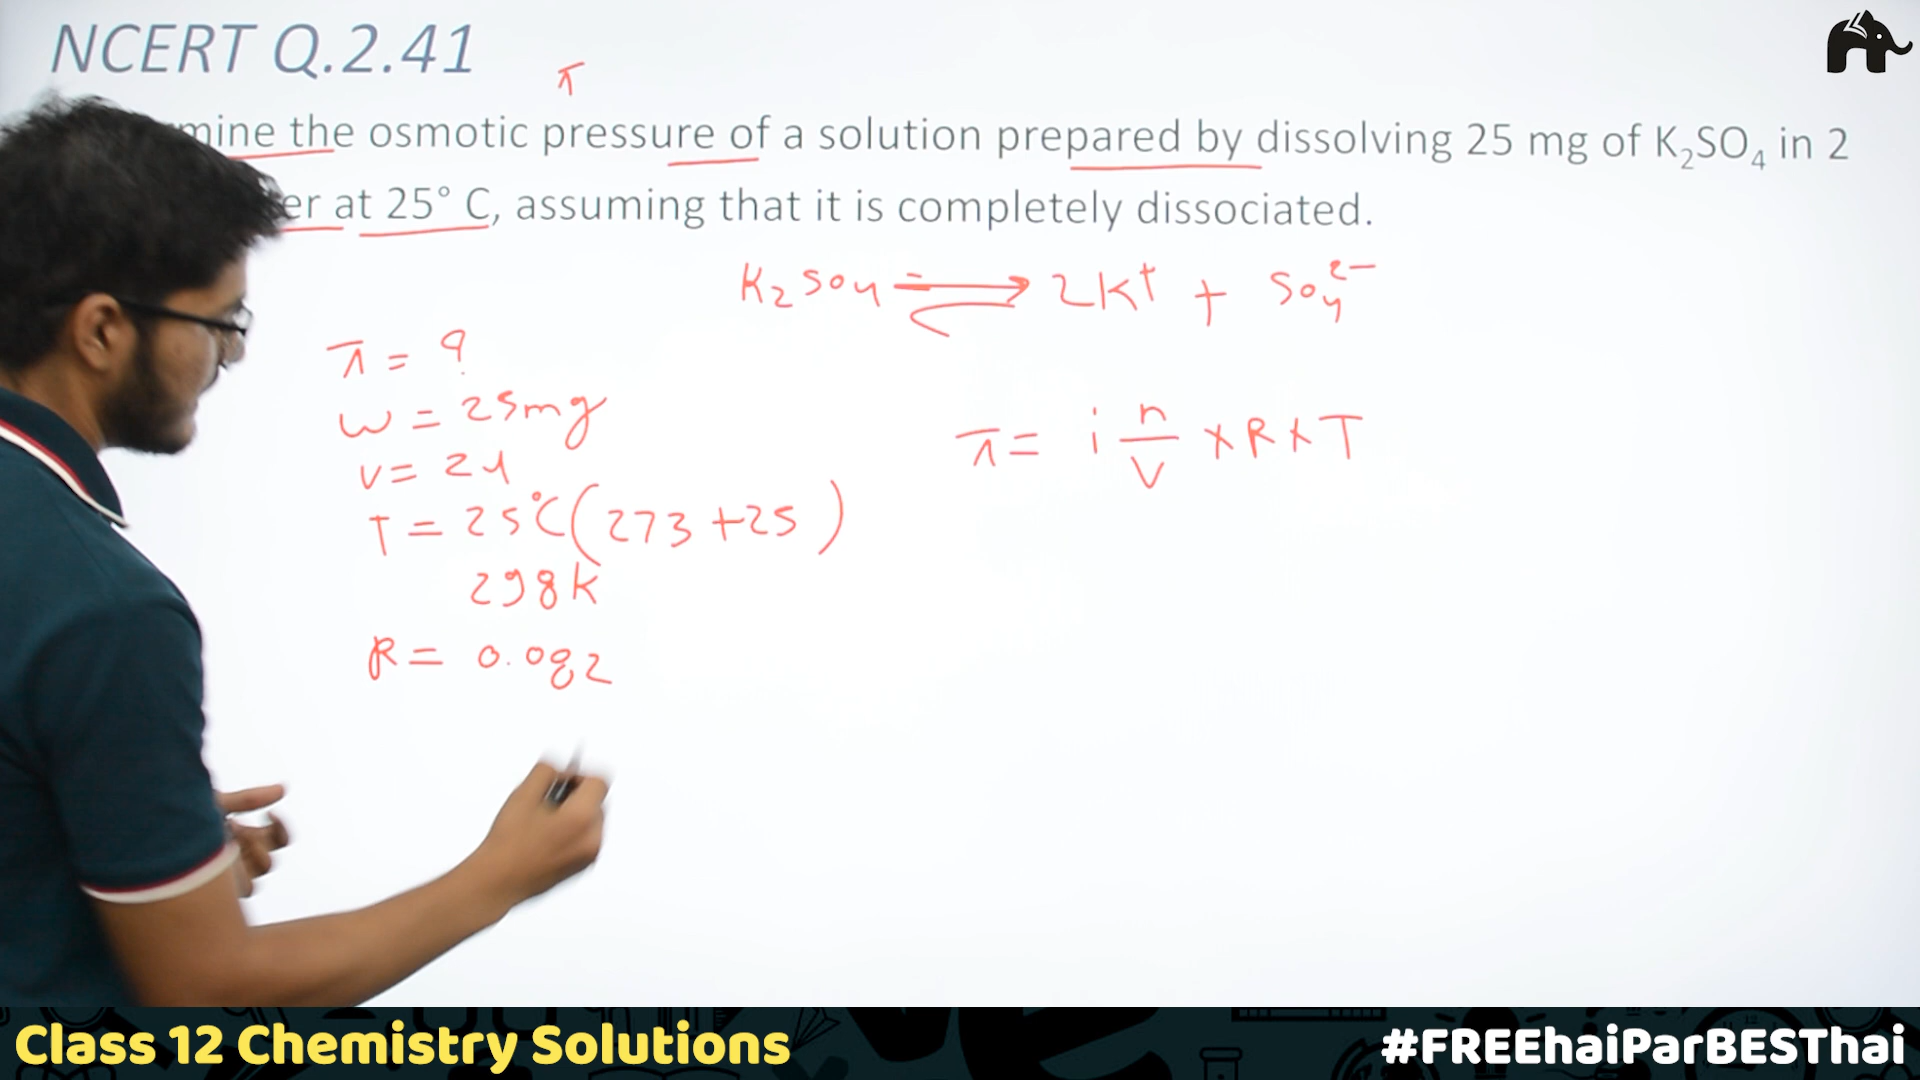 NCERT Q.2.41
π
mine the osmotic pressure of a solution prepared by dissolving 25 mg of K₂SO₄ in 2
er at 25° C, assuming that it is completely dissociated.
K₂SO₄ ⇌ 2K⁺ + SO₄²⁻
π = ?
w = 25mg
π = i n/V × R × T
V = 2 l
T = 25°C (273 + 25)
298K
R = 0.082
Class 12 Chemistry Solutions
#FREEhaiParBESThai